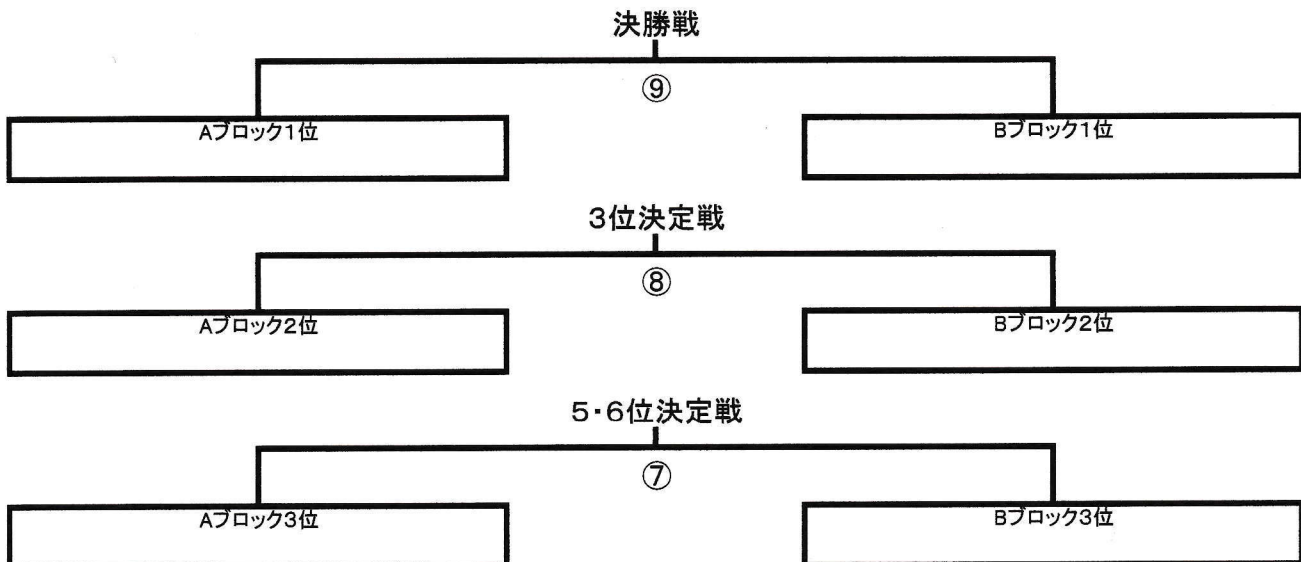 決勝戦
⑨
Aブロック1位
Bブロック1位
3位決定戦
⑧
Aブロック2位
Bブロック2位
5・6位決定戦
⑦
Aブロック3位
Bブロック3位